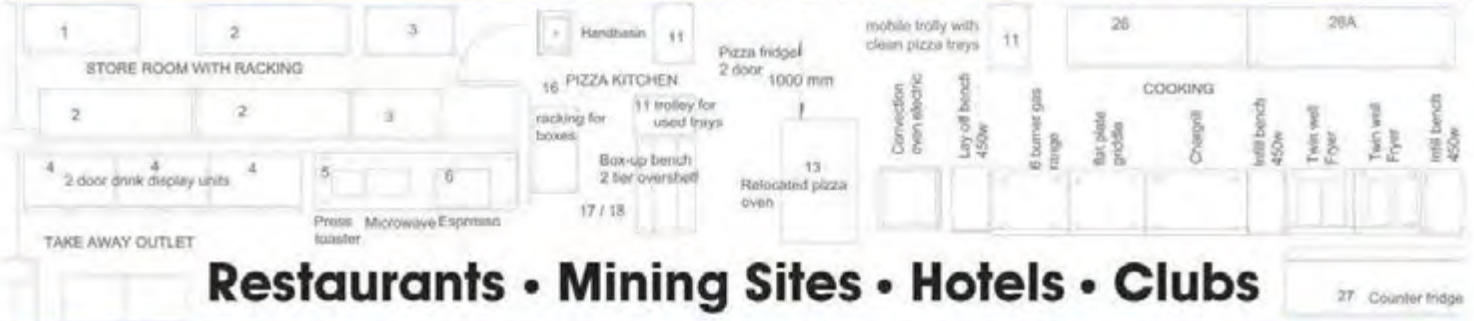 1
2
3
STORE ROOM WITH RACKING
2
2
3
4
4
4
2 door drink display units
TAKE AWAY OUTLET
5
6
Press toaster
Microwave
Espresso
Handbasin
11
16
PIZZA KITCHEN
racking for
boxes
11 trolley for
used trays
Box-up bench
2 tier overshelf
17 / 18
Pizza fridge
2 door
1000 mm
13
Relocated pizza
oven
mobile trolly with
clean pizza trays
11
26
26A
COOKING
Convection
oven electric
Lay off bench
450w
6 burner gas
range
flat plate
griddle
Chargrill
Infill bench
450w
Twin well
Fryer
Twin well
Fryer
Infill bench
450w
Restaurants • Mining Sites • Hotels • Clubs
27 Counter fridge